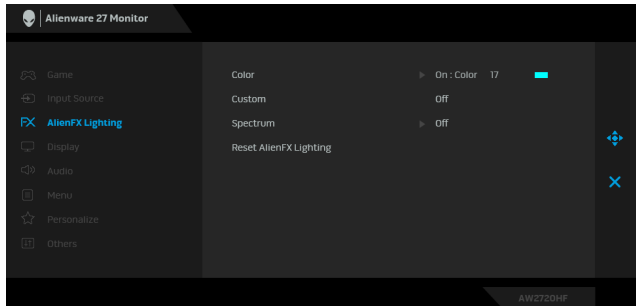 Alienware 27 Monitor
Game
Input Source
FX AlienFX Lighting
Display
Audio
Menu
Personalize
Others
Color On : Color 17
Custom Off
Spectrum Off
Reset AlienFX Lighting
AW2720HF